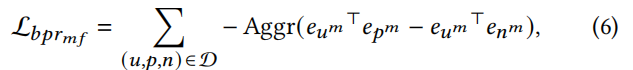 ℒ_{bpr_{mf}} = ∑_{(u,p,n)∈𝒟} −Aggr(e_{u^m}^⊤ e_{p^m} − e_{u^m}^⊤ e_{n^m}), (6)